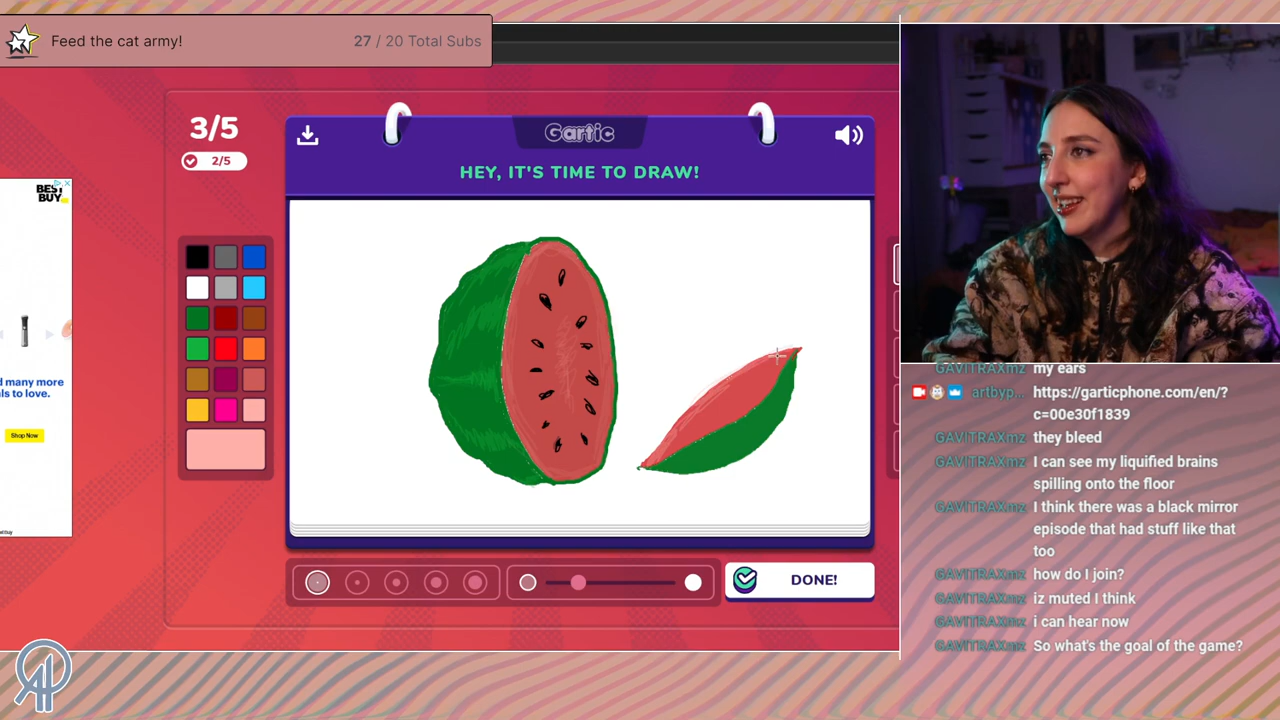 Feed the cat army!
27 / 20 Total Subs
3/5
2/5
Gartic
HEY, IT'S TIME TO DRAW!
BEST
BUY
d many more
ls to love.
Shop Now
DONE!
GAVITRAXmz my ears
artbyp... https://garticphone.com/en/?
c=00e30f1839
GAVITRAXmz they bleed
GAVITRAXmz I can see my liquified brains
spilling onto the floor
GAVITRAXmz I think there was a black mirror
episode that had stuff like that
too
GAVITRAXmz how do I join?
GAVITRAXmz iz muted I think
GAVITRAXmz i can hear now
GAVITRAXmz So what's the goal of the game?